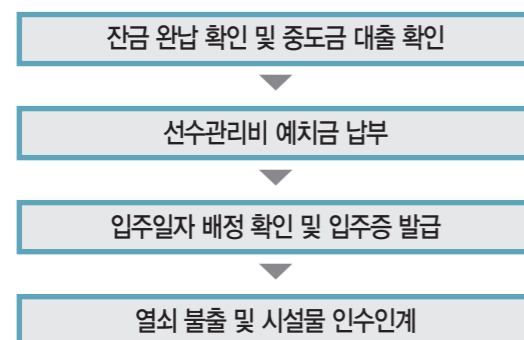 잔금 완납 확인 및 중도금 대출 확인
선수관리비 예치금 납부
입주일자 배정 확인 및 입주증 발급
열쇠 불출 및 시설물 인수인계